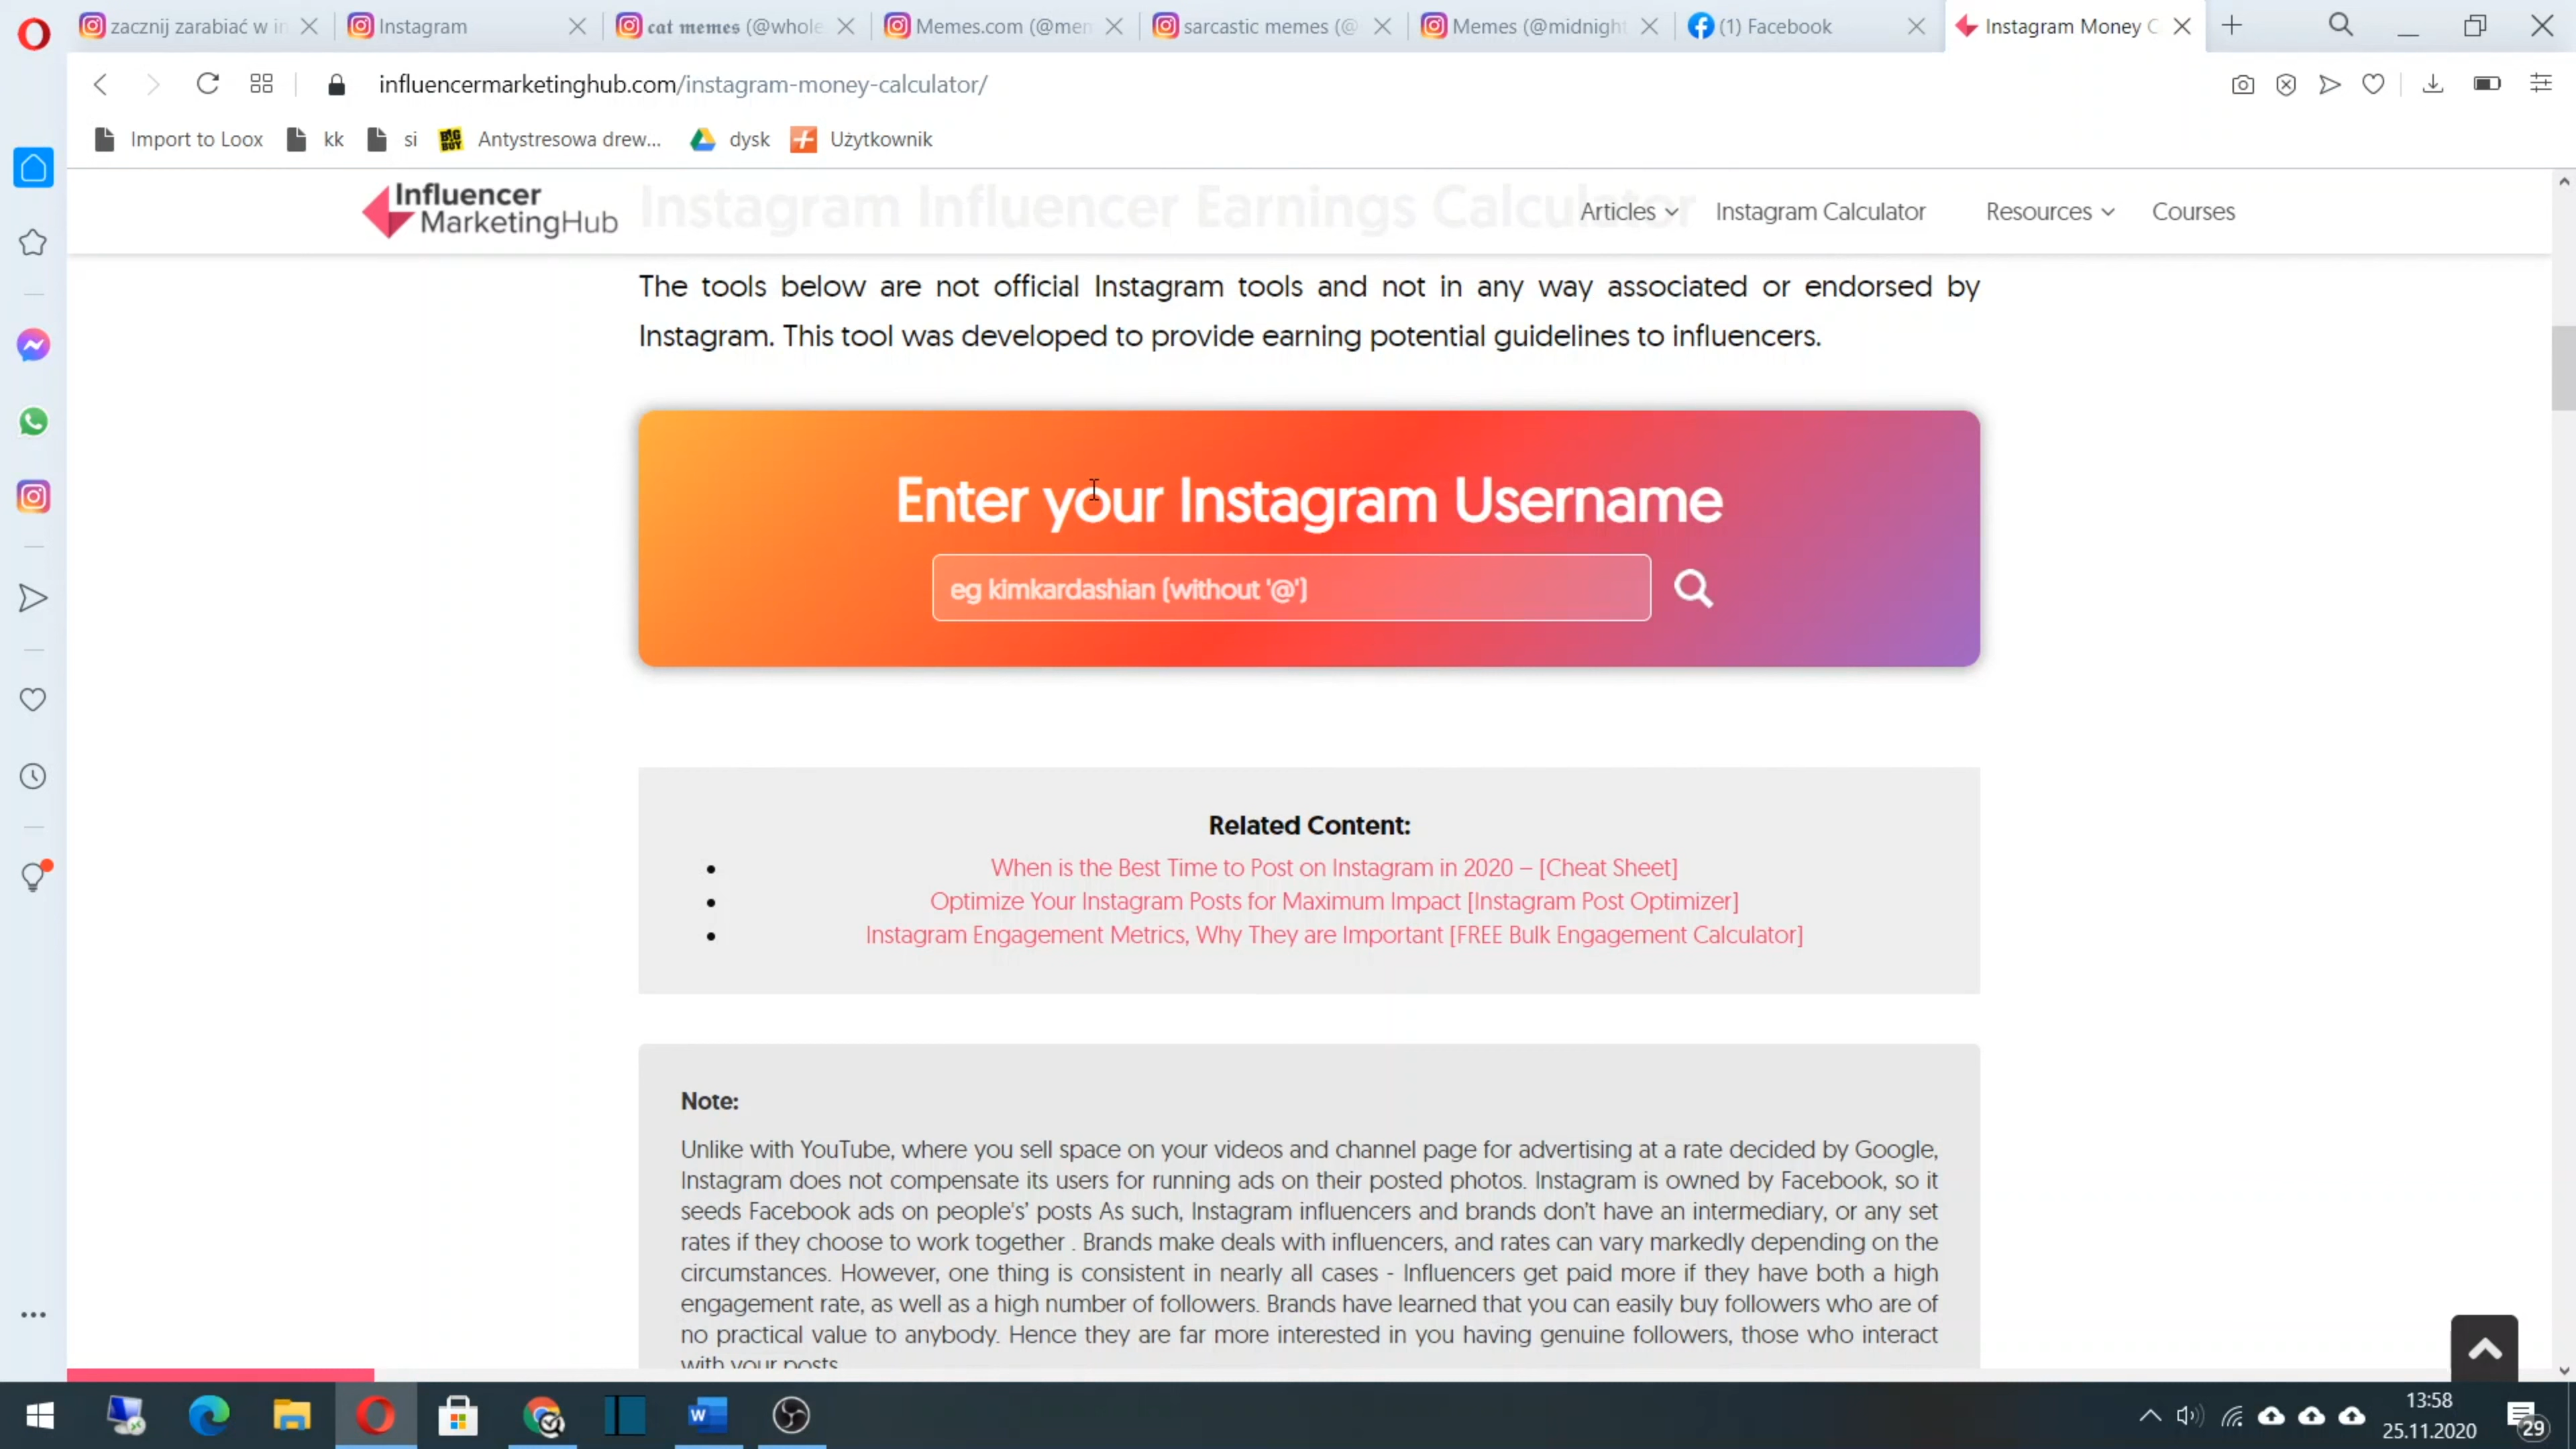 zacznij zarabiać w in
Instagram
cat memes (@whole
Memes.com (@men
sarcastic memes (@
Memes (@midnight
(1) Facebook
Instagram Money C
influencermarketinghub.com/instagram-money-calculator/
Import to Loox
kk
si
BIG BUY
Antystresowa drew...
dysk
Użytkownik
Influencer
MarketingHub
Instagram Influencer Earnings Calculator
Articles
Instagram Calculator
Resources
Courses
The tools below are not official Instagram tools and not in any way associated or endorsed by
Instagram. This tool was developed to provide earning potential guidelines to influencers.
Enter your Instagram Username
eg kimkardashian (without '@')
Related Content:
• When is the Best Time to Post on Instagram in 2020 – [Cheat Sheet]
• Optimize Your Instagram Posts for Maximum Impact [Instagram Post Optimizer]
• Instagram Engagement Metrics, Why They are Important [FREE Bulk Engagement Calculator]
Note:
Unlike with YouTube, where you sell space on your videos and channel page for advertising at a rate decided by Google,
Instagram does not compensate its users for running ads on their posted photos. Instagram is owned by Facebook, so it
seeds Facebook ads on people's' posts As such, Instagram influencers and brands don't have an intermediary, or any set
rates if they choose to work together . Brands make deals with influencers, and rates can vary markedly depending on the
circumstances. However, one thing is consistent in nearly all cases - Influencers get paid more if they have both a high
engagement rate, as well as a high number of followers. Brands have learned that you can easily buy followers who are of
no practical value to anybody. Hence they are far more interested in you having genuine followers, those who interact
with your posts
W
13:58
25.11.2020
29